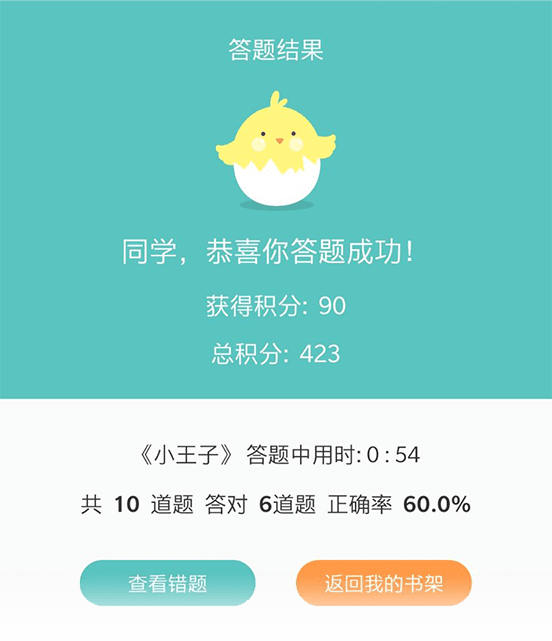 答题结果
同学，恭喜你答题成功！
获得积分: 90
总积分: 423
《小王子》答题中用时: 0 : 54
共 10 道题 答对 6道题 正确率 60.0%
查看错题 返回我的书架